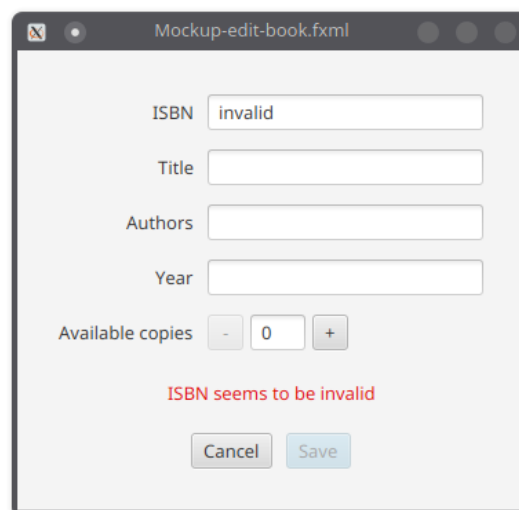 Mockup-edit-book.fxml
ISBN invalid
Title
Authors
Year
Available copies - 0 +
ISBN seems to be invalid
Cancel Save